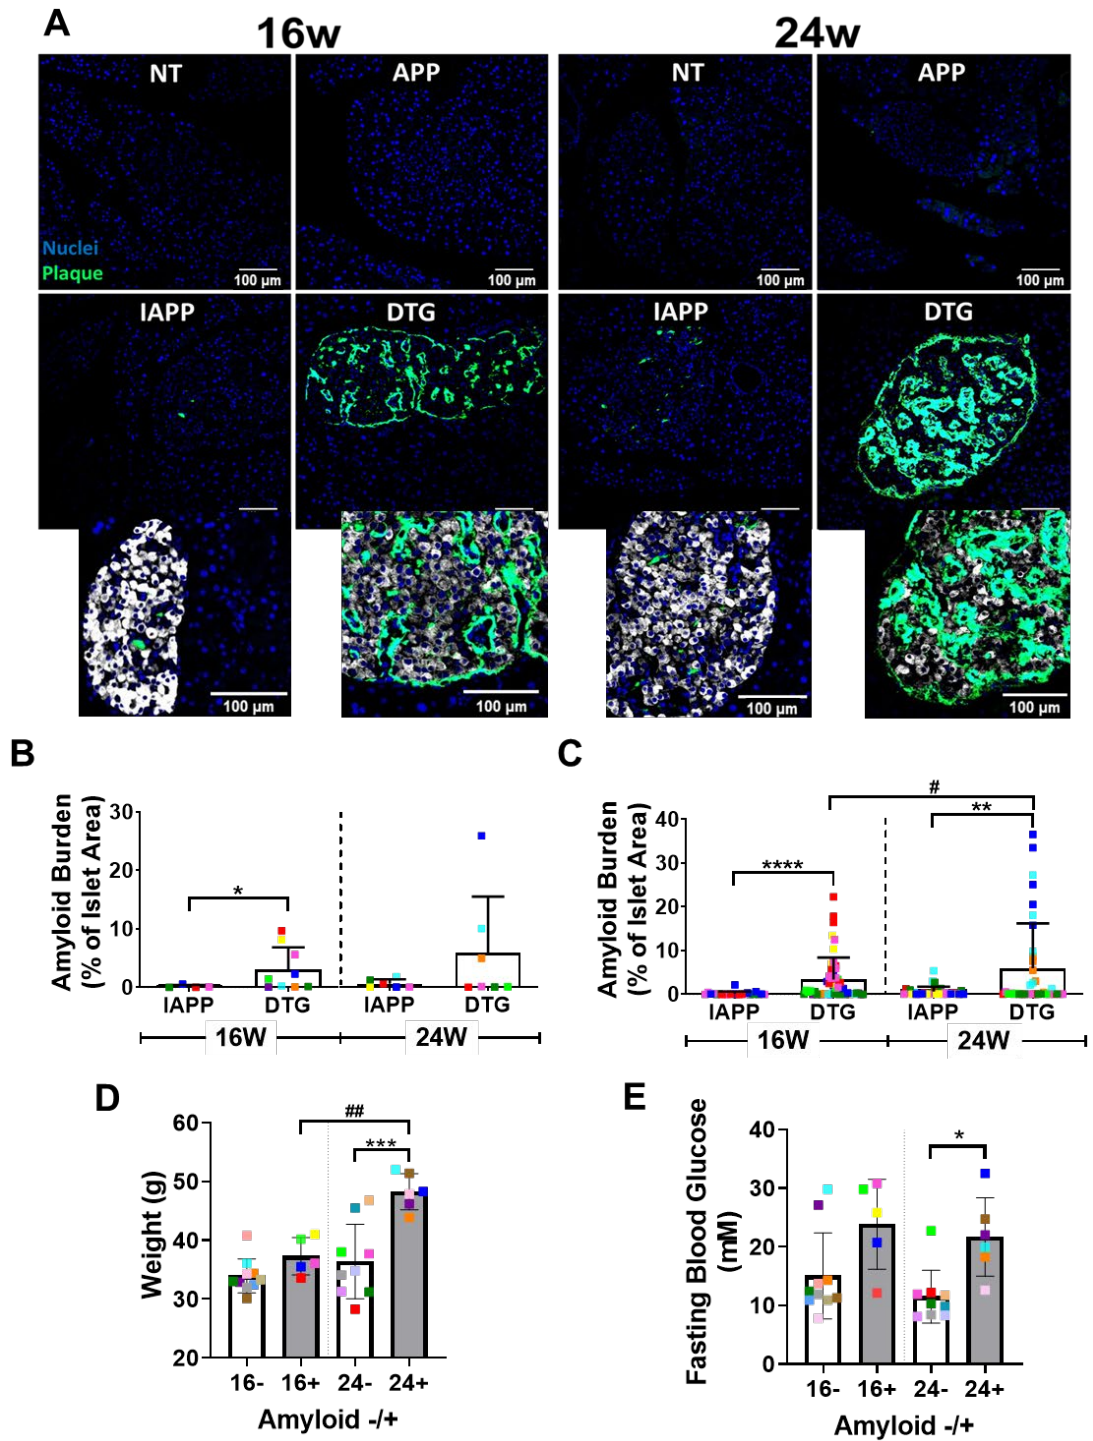 A
16w
24w
NT
APP
NT
APP
Nuclei
Plaque
100 µm
100 µm
100 µm
100 µm
IAPP
DTG
IAPP
DTG
100 µm
100 µm
100 µm
100 µm
B
Amyloid Burden
(% of Islet Area)
30
20
10
0
*
IAPP
DTG
IAPP
DTG
16W
24W
C
Amyloid Burden
(% of Islet Area)
40
30
20
10
0
****
**
#
IAPP
DTG
IAPP
DTG
16W
24W
D
Weight (g)
60
50
40
30
20
##
***
16-
16+
24-
24+
Amyloid -/+
E
Fasting Blood Glucose
(mM)
40
30
20
10
0
*
16-
16+
24-
24+
Amyloid -/+